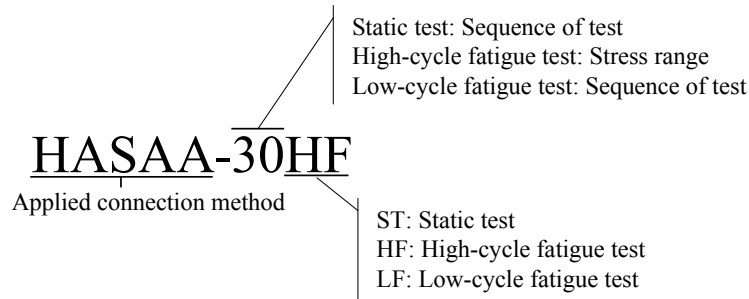 Static test: Sequence of test
High-cycle fatigue test: Stress range
Low-cycle fatigue test: Sequence of test
HASAA-30HF
Applied connection method
ST: Static test
HF: High-cycle fatigue test
LF: Low-cycle fatigue test